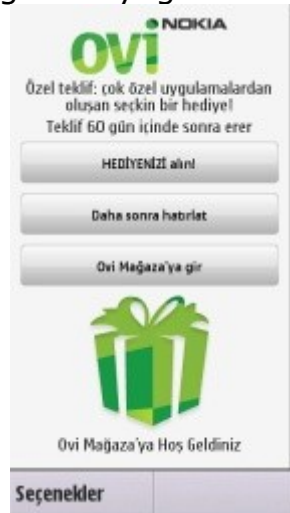 NOKIA
ovi
Özel teklif: çok özel uygulamalardan
oluşan seçkin bir hediye!
Teklif 60 gün içinde sonra erer
HEDİYENİZİ alın!
Daha sonra hatırlat
Ovi Mağaza'ya gir
Ovi Mağaza'ya Hoş Geldiniz
Seçenekler